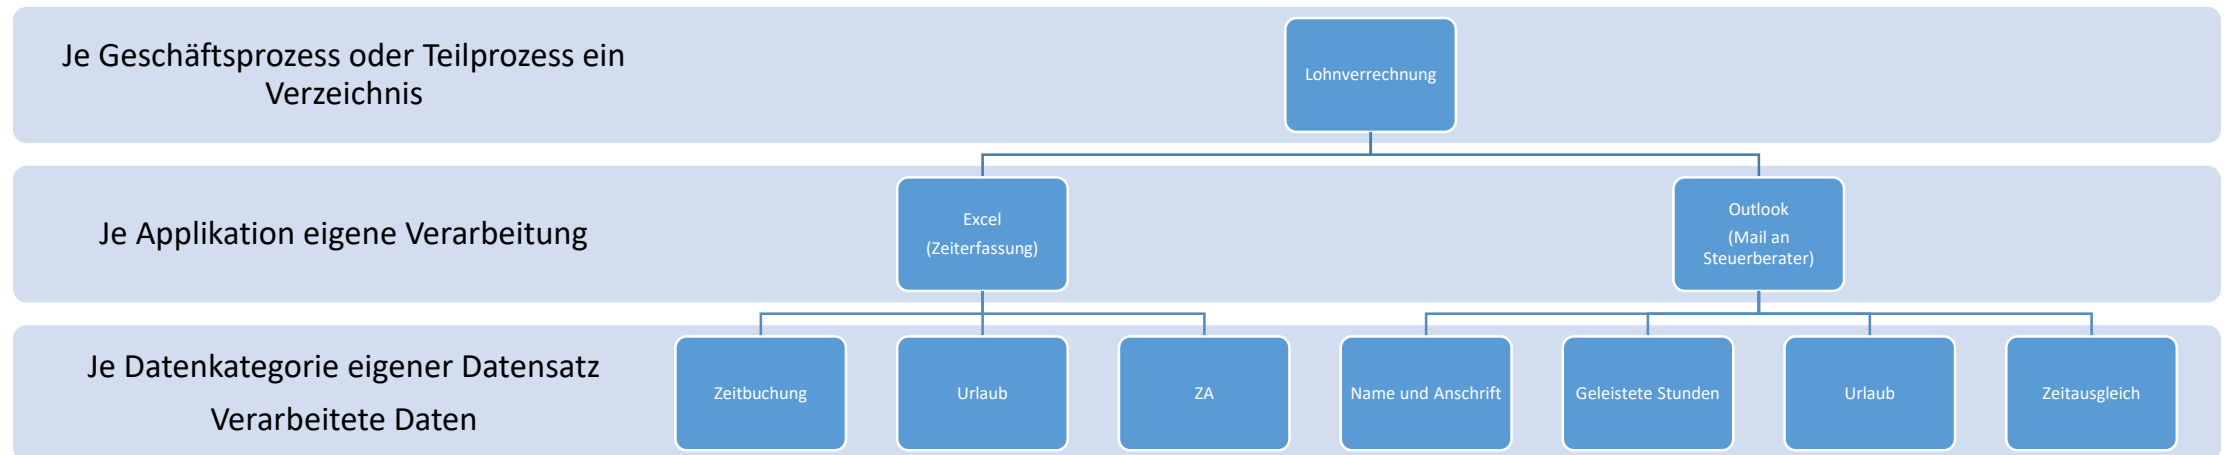 Je Geschäftsprozess oder Teilprozess ein
Verzeichnis
Lohnverrechnung
Je Applikation eigene Verarbeitung
Excel
(Zeiterfassung)
Outlook
(Mail an
Steuerberater)
Je Datenkategorie eigener Datensatz
Verarbeitete Daten
Zeitbuchung
Urlaub
ZA
Name und Anschrift
Geleistete Stunden
Urlaub
Zeitausgleich